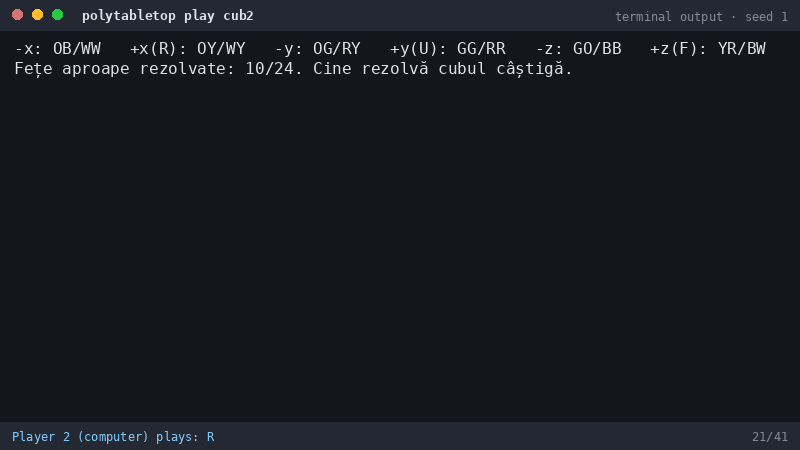 polytabletop play cub2
terminal output · seed 1
-x: OB/WW   +x(R): OY/WY   -y: OG/RY   +y(U): GG/RR   -z: GO/BB   +z(F): YR/BW
Fețe aproape rezolvate: 10/24. Cine rezolvă cubul câștigă.
Player 2 (computer) plays: R
21/41